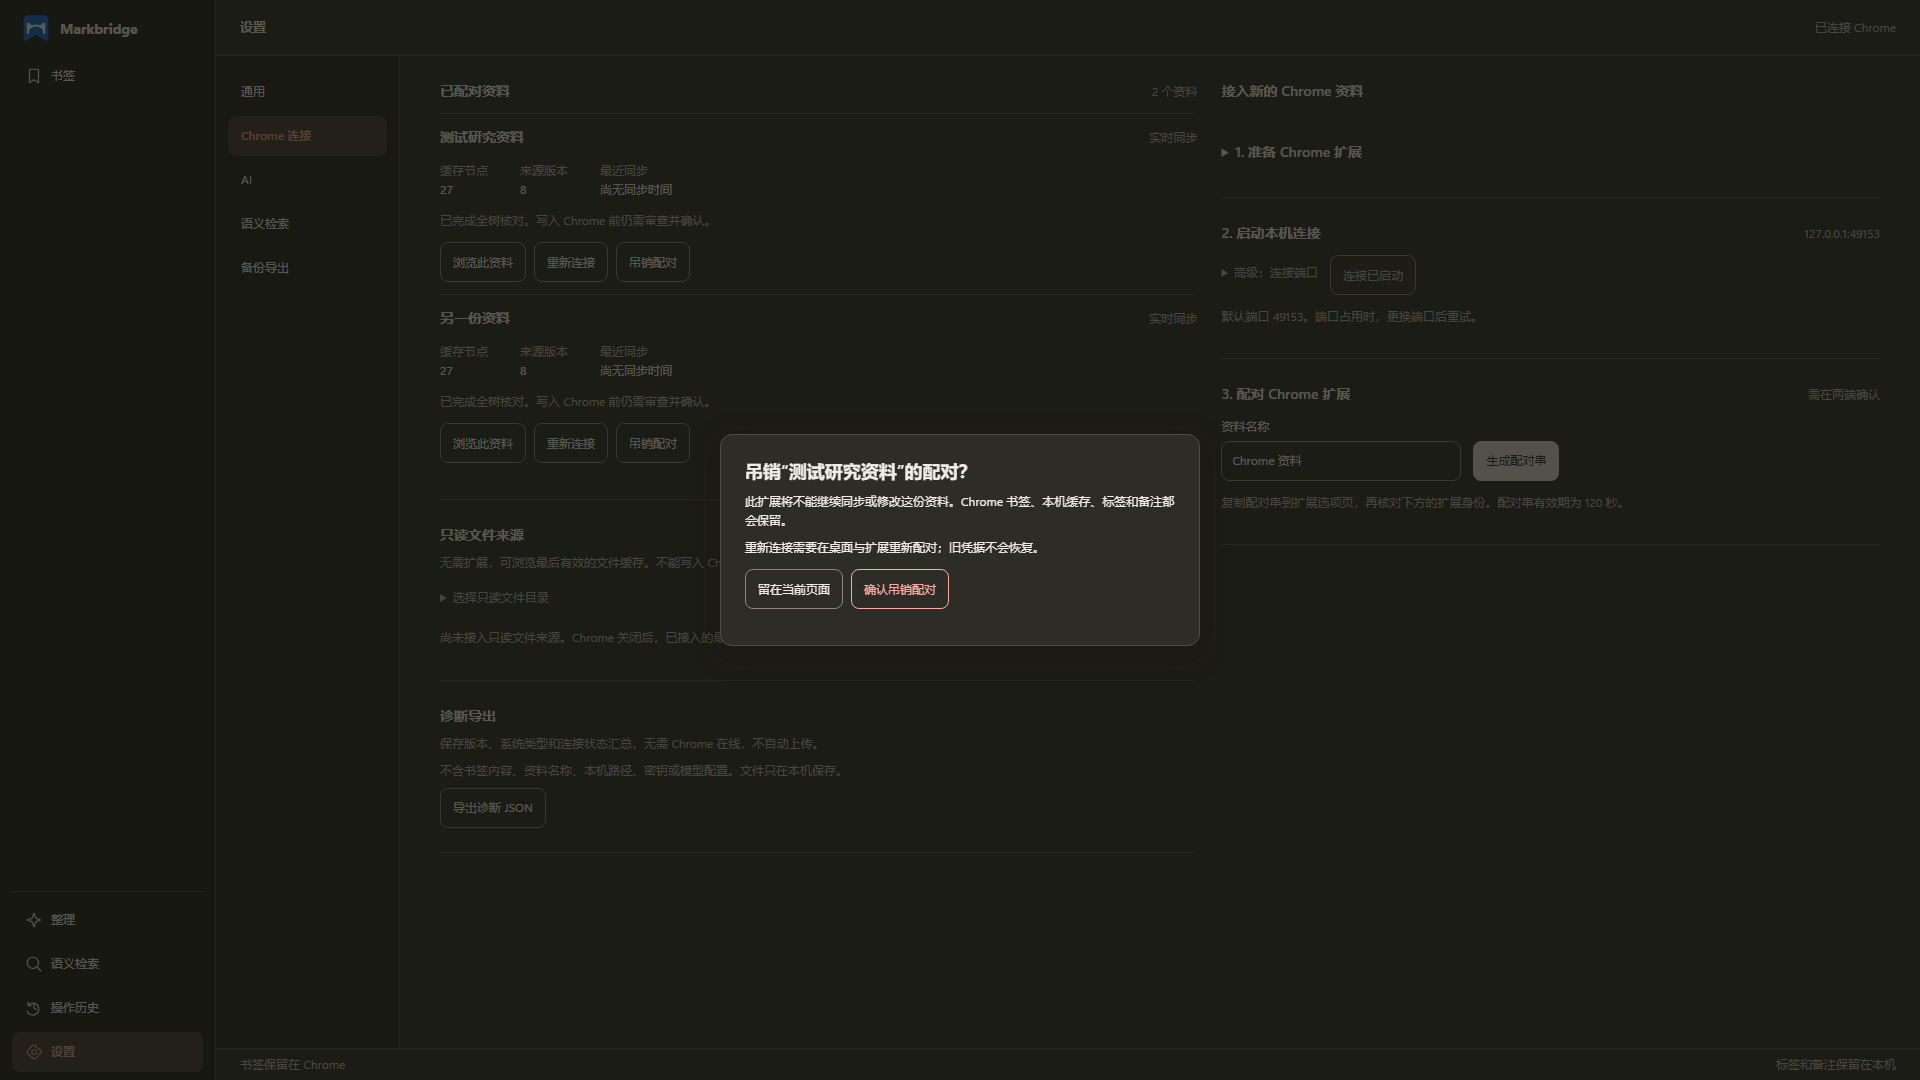 Markbridge
书签
整理
语义检索
操作历史
设置
设置
已连接 Chrome
通用
Chrome 连接
AI
语义检索
备份导出
已配对资料
2 个资料
测试研究资料
实时同步
缓存节点
来源版本
最近同步
27
8
尚无同步时间
已完成全树核对。写入 Chrome 前仍需审查并确认。
浏览此资料
重新连接
吊销配对
另一份资料
实时同步
缓存节点
来源版本
最近同步
27
8
尚无同步时间
已完成全树核对。写入 Chrome 前仍需审查并确认。
浏览此资料
重新连接
吊销配对
只读文件来源
无需扩展，可浏览最后有效的文件缓存。不能写入 Ch
选择只读文件目录
尚未接入只读文件来源。Chrome 关闭后，已接入的
诊断导出
保存版本、系统类型和连接状态汇总，无需 Chrome 在线，不自动上传。
不含书签内容、资料名称、本机路径、密钥或模型配置。文件只在本机保存。
导出诊断 JSON
接入新的 Chrome 资料
1. 准备 Chrome 扩展
2. 启动本机连接
127.0.0.1:49153
高级：连接端口
连接已启动
默认端口 49153。端口占用时，更换端口后重试。
3. 配对 Chrome 扩展
需在两端确认
资料名称
Chrome 资料
生成配对串
复制配对串到扩展选项页，再核对下方的扩展身份。配对串有效期为 120 秒。
吊销“测试研究资料”的配对？
此扩展将不能继续同步或修改这份资料。Chrome 书签、本机缓存、标签和备注都
会保留。
重新连接需要在桌面与扩展重新配对；旧凭据不会恢复。
留在当前页面
确认吊销配对
书签保留在 Chrome
标签和备注保留在本机